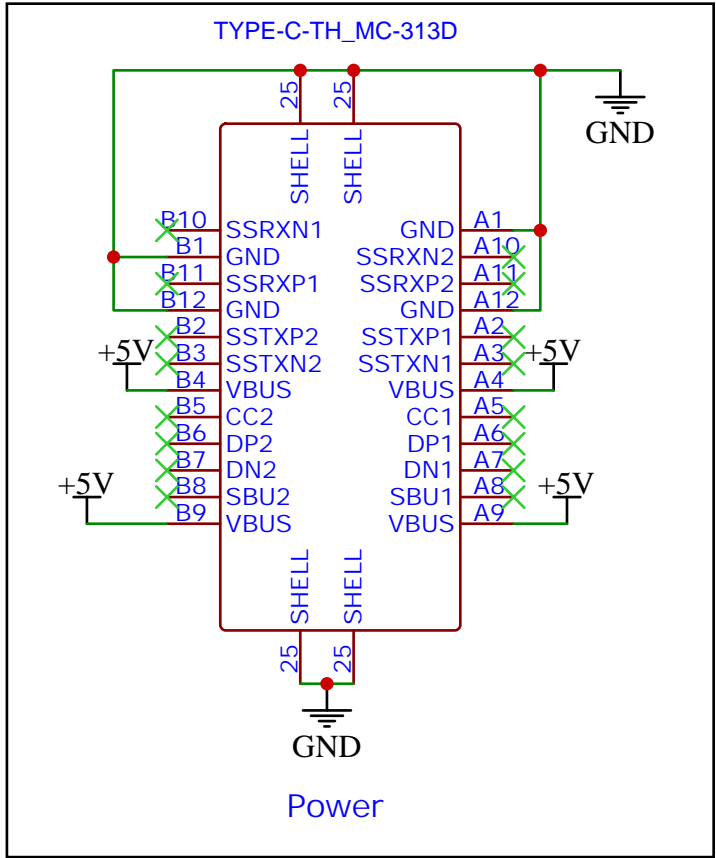 TYPE-C-TH_MC-313D
25 25
GND
SHELL SHELL
B10 SSRXN1 GND A1
B1 GND SSRXN2 A10
B11 SSRXP1 SSRXP2 A11
B12 GND GND A12
B2 SSTXP2 SSTXP1 A2
+5V B3 SSTXN2 SSTXN1 A3 +5V
B4 VBUS VBUS A4
B5 CC2 CC1 A5
B6 DP2 DP1 A6
B7 DN2 DN1 A7
+5V B8 SBU2 SBU1 A8 +5V
B9 VBUS VBUS A9
SHELL SHELL
25 25
GND
Power